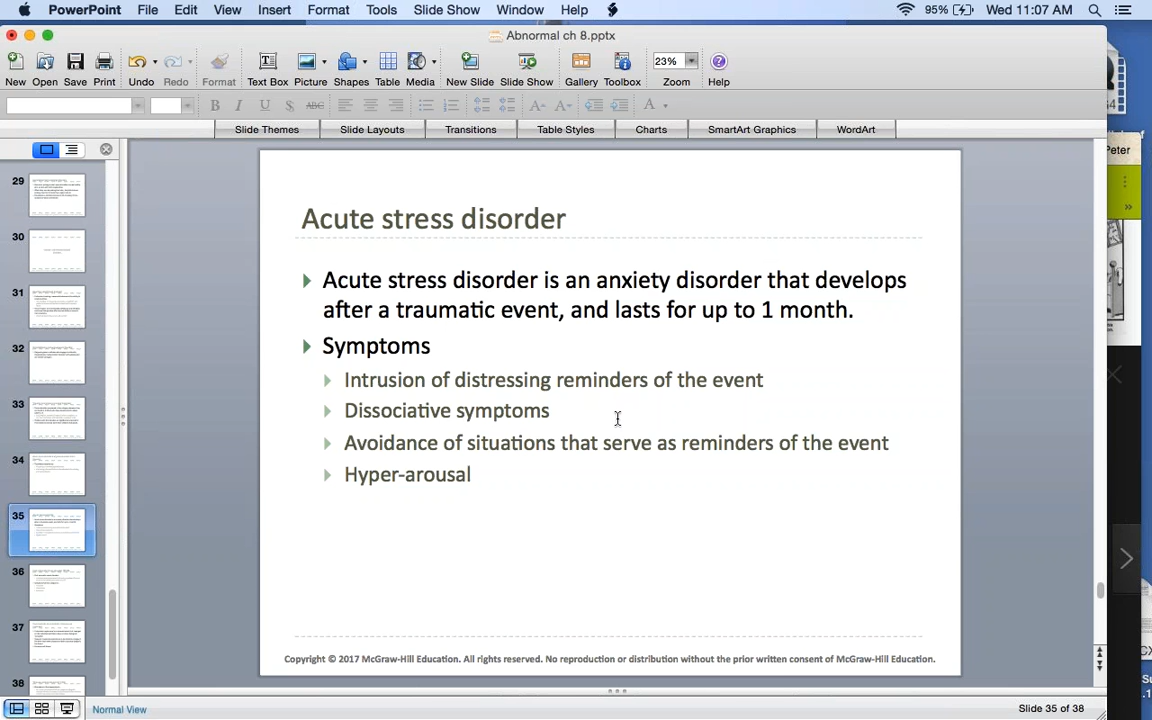 PowerPoint File Edit View Insert Format Tools Slide Show Window Help 95% Wed 11:07 AM
Abnormal ch 8.pptx
New Open Save Print Undo Redo Format Text Box Picture Shapes Table Media New Slide Slide Show Gallery Toolbox Zoom Help
23%
B I U S ABC A A A
Slide Themes Slide Layouts Transitions Table Styles Charts SmartArt Graphics WordArt
Peter
29
30
31
32
33
34
35
36
37
38
Acute stress disorder
Acute stress disorder is an anxiety disorder that develops
after a traumatic event, and lasts for up to 1 month.
Symptoms
Intrusion of distressing reminders of the event
Dissociative symptoms
Avoidance of situations that serve as reminders of the event
Hyper-arousal
Copyright © 2017 McGraw-Hill Education. All rights reserved. No reproduction or distribution without the prior written consent of McGraw-Hill Education.
Normal View Slide 35 of 38